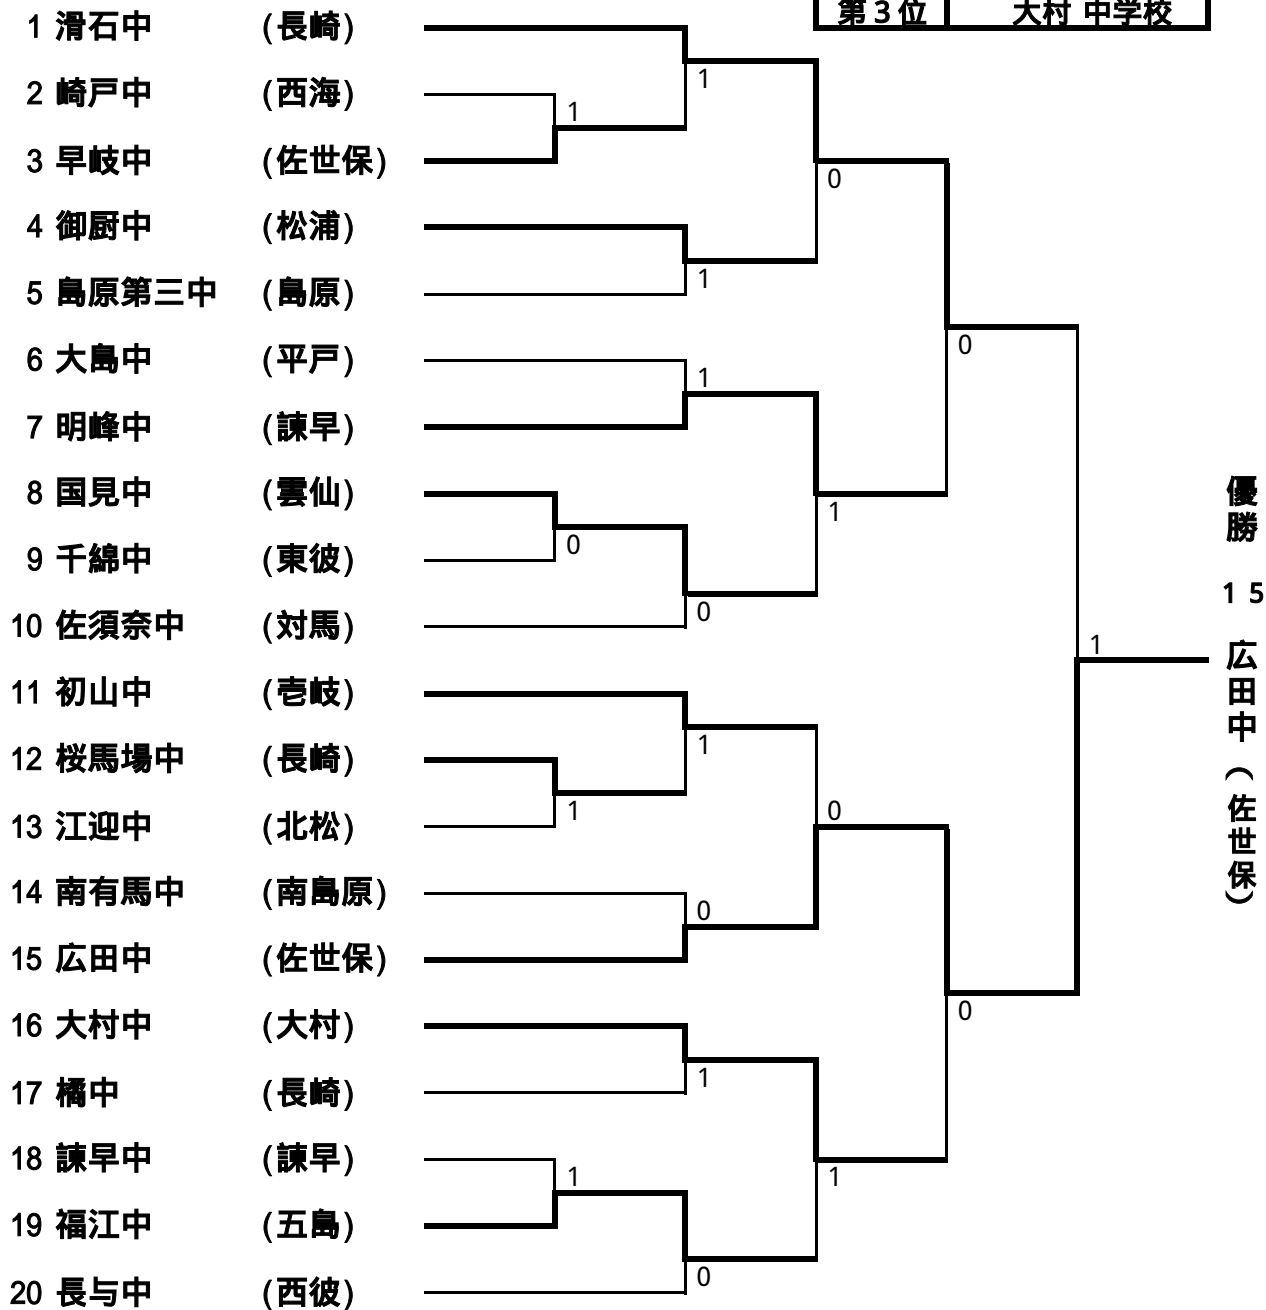 第３位 大村 中学校
1 滑石中 (長崎)
2 崎戸中 (西海)
3 早岐中 (佐世保)
4 御厨中 (松浦)
5 島原第三中 (島原)
6 大島中 (平戸)
7 明峰中 (諫早)
8 国見中 (雲仙)
9 千綿中 (東彼)
10 佐須奈中 (対馬)
11 初山中 (壱岐)
12 桜馬場中 (長崎)
13 江迎中 (北松)
14 南有馬中 (南島原)
15 広田中 (佐世保)
16 大村中 (大村)
17 橘中 (長崎)
18 諫早中 (諫早)
19 福江中 (五島)
20 長与中 (西彼)
1
1
1
1
0
0
1
1
0
0
1
1
1
0
0
1
1
0
0
1
優勝 15 広田中（佐世保）